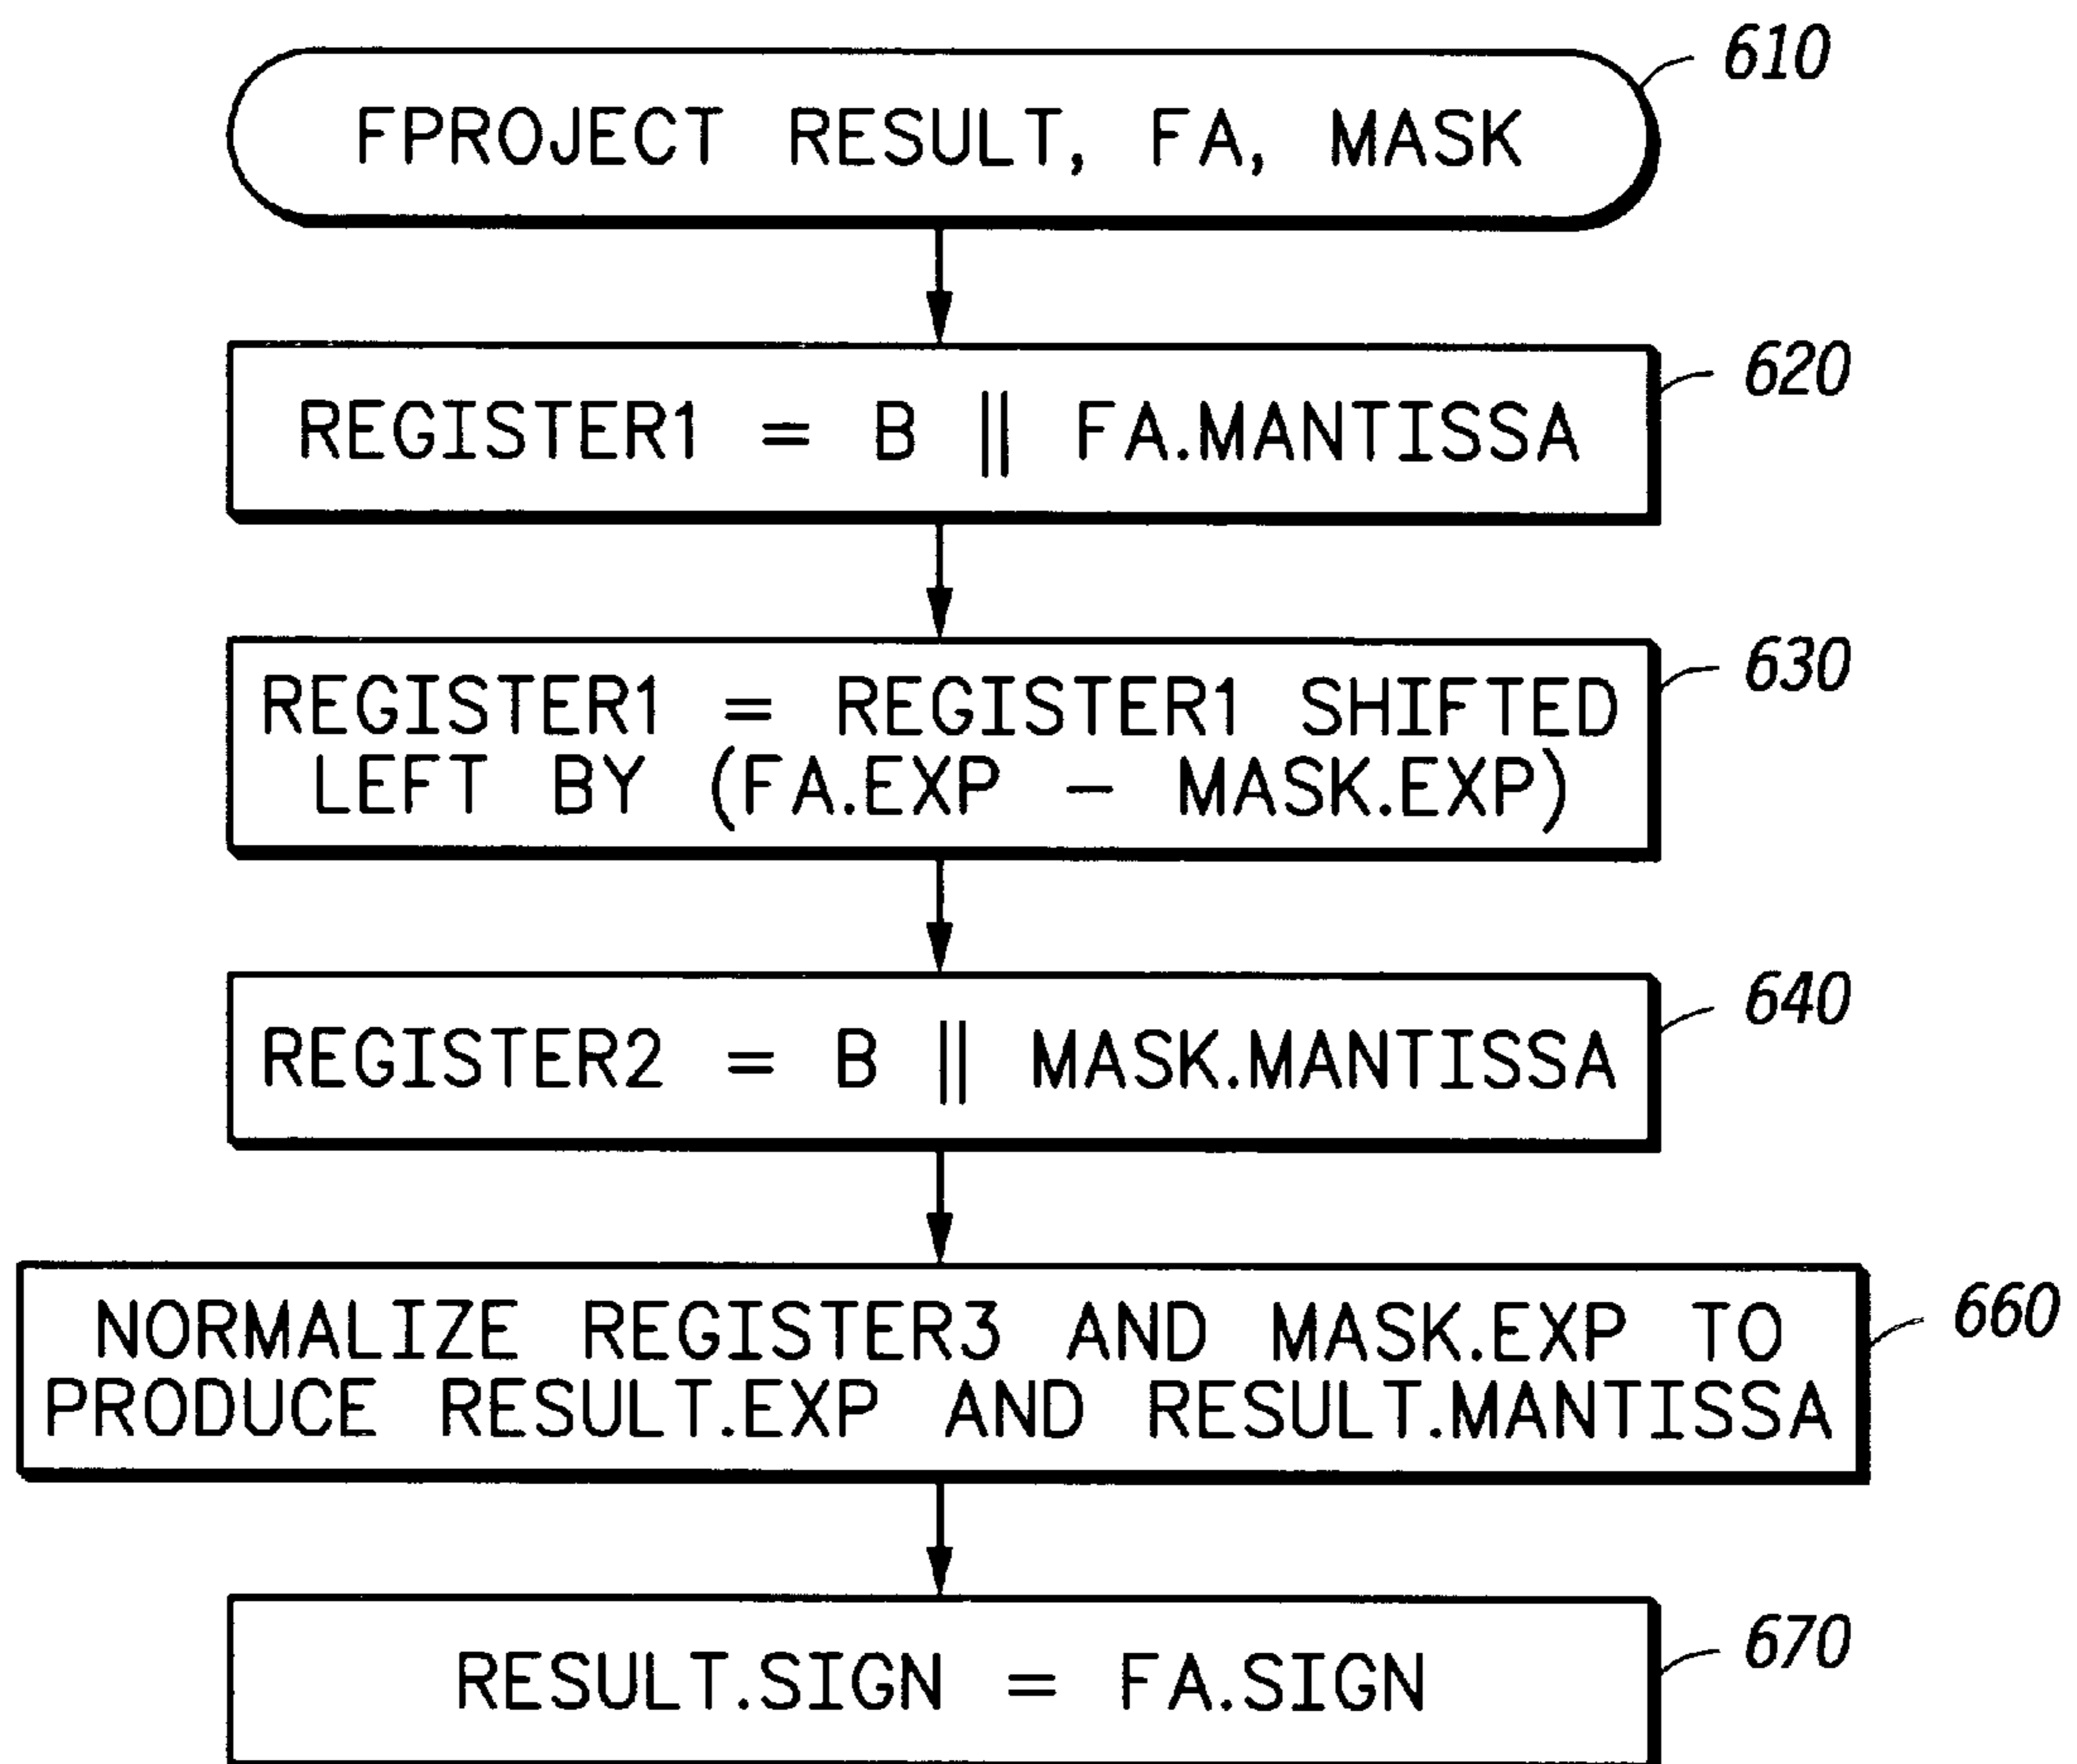 610
FPROJECT RESULT, FA, MASK
620
REGISTER1 = B || FA.MANTISSA
630
REGISTER1 = REGISTER1 SHIFTED
LEFT BY (FA.EXP – MASK.EXP)
640
REGISTER2 = B || MASK.MANTISSA
660
NORMALIZE REGISTER3 AND MASK.EXP TO
PRODUCE RESULT.EXP AND RESULT.MANTISSA
670
RESULT.SIGN = FA.SIGN